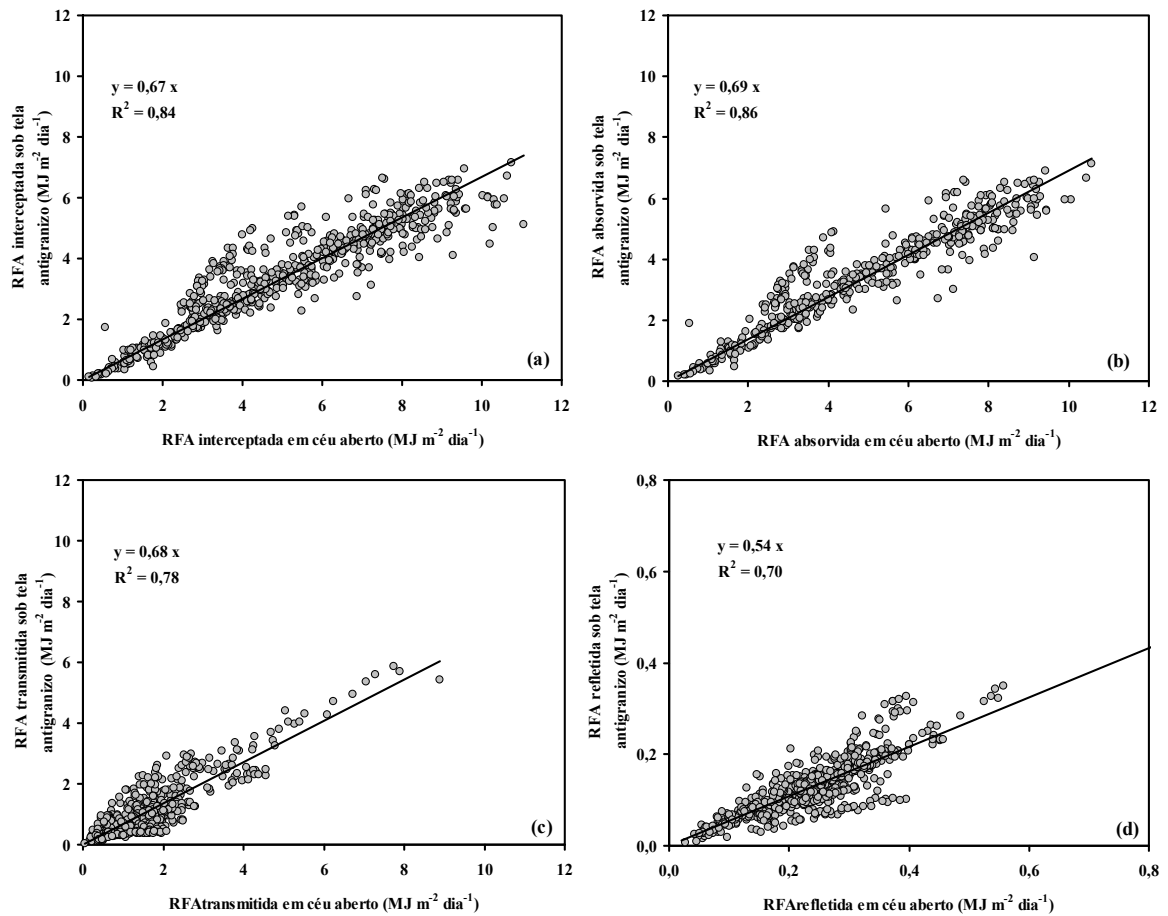 12
10
8
6
4
2
0
RFA interceptada sob tela
antigranizo (MJ m⁻² dia⁻¹)
y = 0,67 x
R² = 0,84
(a)
0 2 4 6 8 10 12
RFA interceptada em céu aberto (MJ m⁻² dia⁻¹)
12
10
8
6
4
2
0
RFA absorvida sob tela
antigranizo (MJ m⁻² dia⁻¹)
y = 0,69 x
R² = 0,86
(b)
0 2 4 6 8 10 12
RFA absorvida em céu aberto (MJ m⁻² dia⁻¹)
12
10
8
6
4
2
0
RFA transmitida sob tela
antigranizo (MJ m⁻² dia⁻¹)
y = 0,68 x
R² = 0,78
(c)
0 2 4 6 8 10 12
RFAtransmitida em céu aberto (MJ m⁻² dia⁻¹)
0,8
0,6
0,4
0,2
0,0
RFA refletida sob tela
antigranizo (MJ m⁻² dia⁻¹)
y = 0,54 x
R² = 0,70
(d)
0,0 0,2 0,4 0,6 0,8
RFArefletida em céu aberto (MJ m⁻² dia⁻¹)